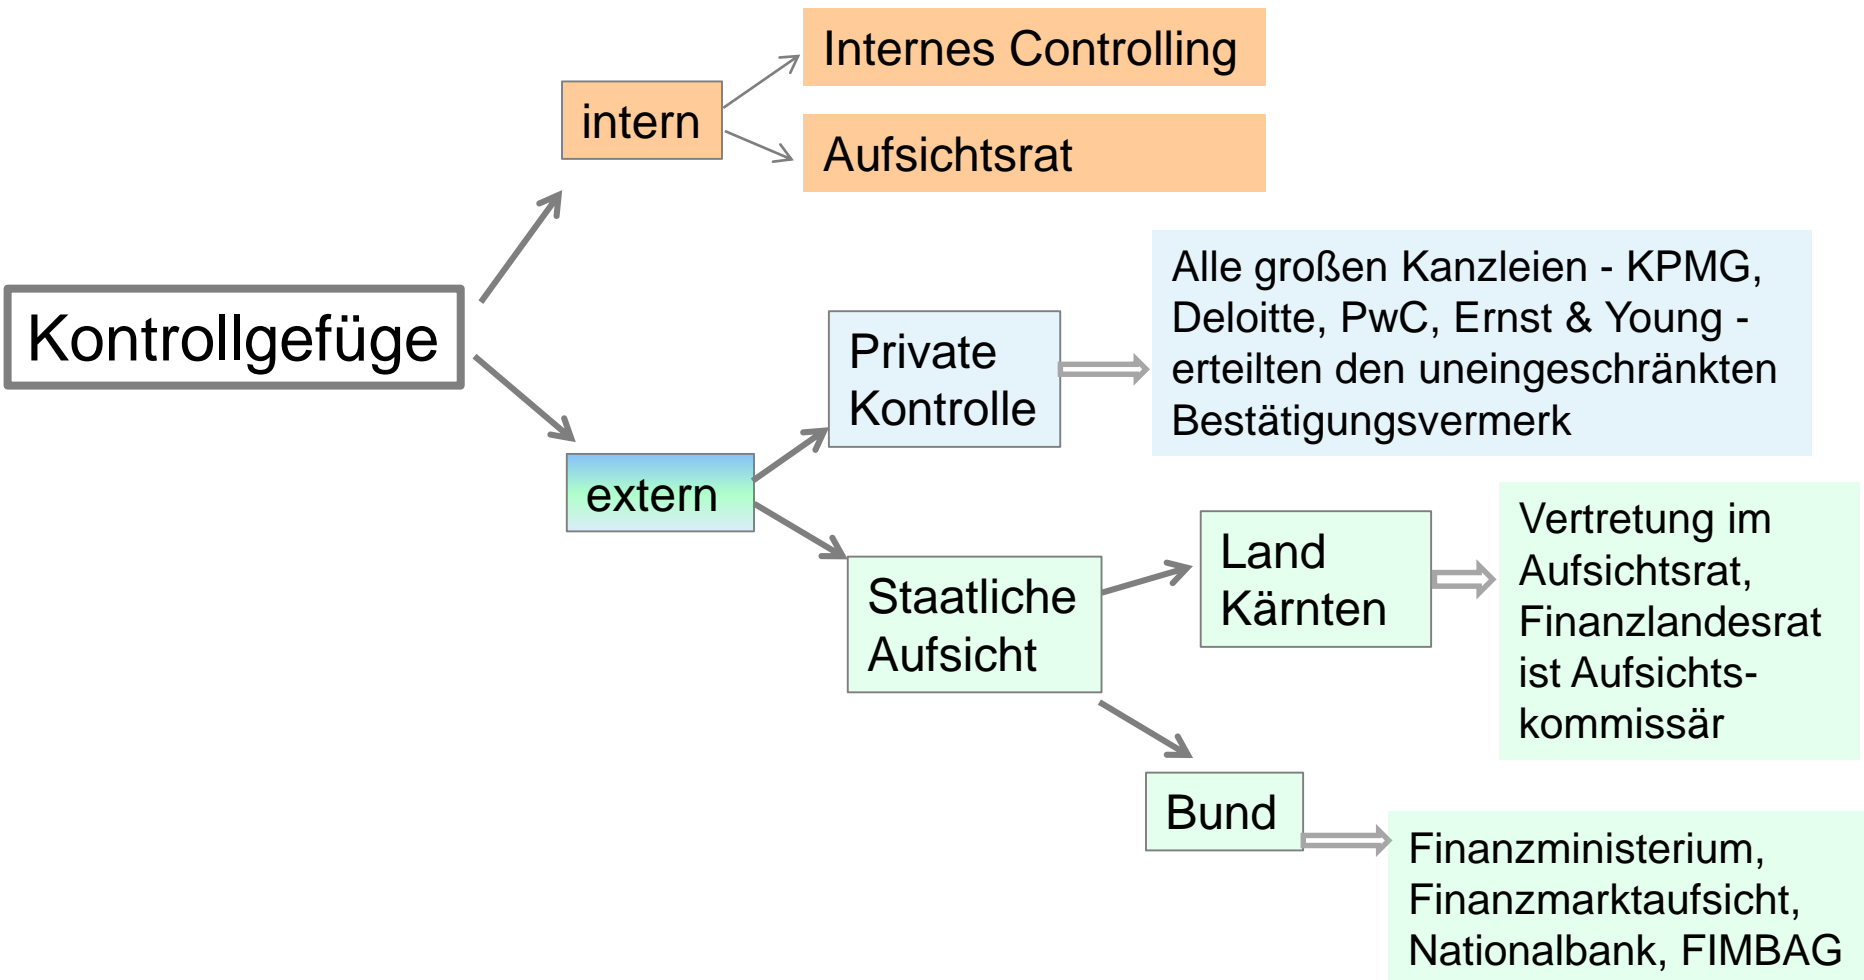 Internes Controlling
intern
Aufsichtsrat
Kontrollgefüge
Alle großen Kanzleien - KPMG,
Deloitte, PwC, Ernst & Young -
erteilten den uneingeschränkten
Bestätigungsvermerk
Private
Kontrolle
extern
Staatliche
Aufsicht
Land
Kärnten
Vertretung im
Aufsichtsrat,
Finanzlandesrat
ist Aufsichts-
kommissär
Bund
Finanzministerium,
Finanzmarktaufsicht,
Nationalbank, FIMBAG